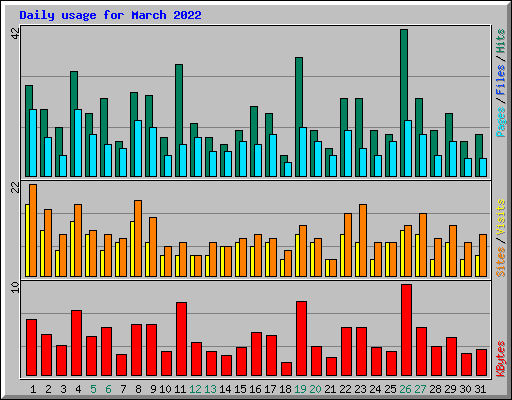 Daily usage for March 2022
42
Pages / Files / Hits
22
Sites / Visits
10
KBytes
1 2 3 4 5 6 7 8 9 10 11 12 13 14 15 16 17 18 19 20 21 22 23 24 25 26 27 28 29 30 31